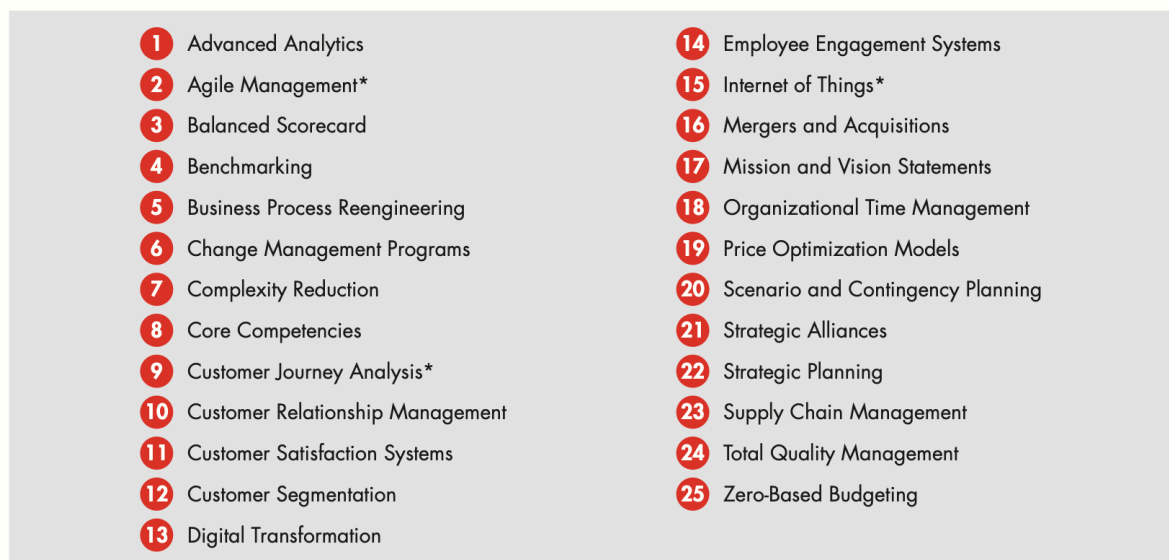 1 Advanced Analytics
2 Agile Management*
3 Balanced Scorecard
4 Benchmarking
5 Business Process Reengineering
6 Change Management Programs
7 Complexity Reduction
8 Core Competencies
9 Customer Journey Analysis*
10 Customer Relationship Management
11 Customer Satisfaction Systems
12 Customer Segmentation
13 Digital Transformation
14 Employee Engagement Systems
15 Internet of Things*
16 Mergers and Acquisitions
17 Mission and Vision Statements
18 Organizational Time Management
19 Price Optimization Models
20 Scenario and Contingency Planning
21 Strategic Alliances
22 Strategic Planning
23 Supply Chain Management
24 Total Quality Management
25 Zero-Based Budgeting